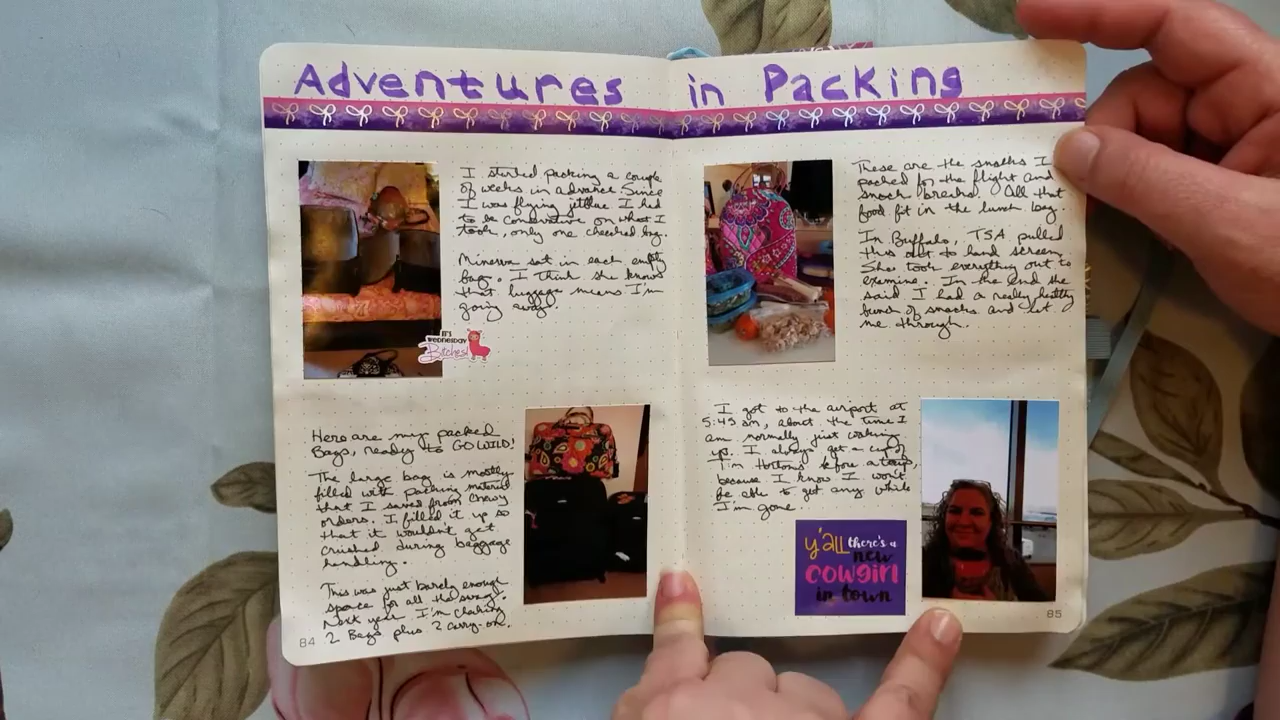 Adventures in Packing
I started packing a couple
of weeks in advance Since
I was flying jetBlue I had
to be conservative on what I
took, only one checked bag.
Minerva sat in each empty
bag. I think she knows
that luggage means I'm
going away.
IT'S
WEDNESDAY
Bitches!
Here are my packed
Bags, ready to GO WILD!
The large bag is mostly
filled with packing material
that I saved from Chewy
orders. I filled it up so
that it wouldn't get
crushed during baggage
handling.
This was just barely enough
space for all the swag.
Next year I'm
2 Bags plus 2 carry-on.
84
These are the snacks I
packed for the flight and
snack breaks. All that
food fit in the lunch bag.
In Buffalo, TSA pulled
this out to hand screen.
She took everything out to
examine. In the end she
said I had a really healthy
bunch of snacks and let
me through.
I got to the airport at
5:45 am, about the time I
am normally just waking
up. I always get a cup of
Tim Hortons before a trip,
because I know I won't
be able to get any while
I'm gone.
y'all there's a
new
cowgirl
in town
85